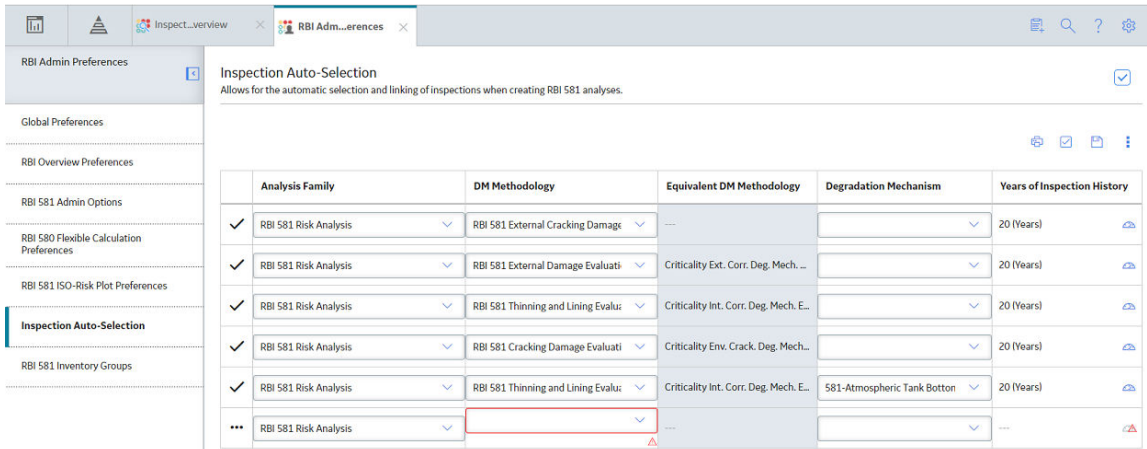 Inspect...verview
RBI Adm...erences
RBI Admin Preferences
Global Preferences
RBI Overview Preferences
RBI 581 Admin Options
RBI 580 Flexible Calculation
Preferences
RBI 581 ISO-Risk Plot Preferences
Inspection Auto-Selection
RBI 581 Inventory Groups
Inspection Auto-Selection
Allows for the automatic selection and linking of inspections when creating RBI 581 analyses.
Analysis Family DM Methodology Equivalent DM Methodology Degradation Mechanism Years of Inspection History
RBI 581 Risk Analysis RBI 581 External Cracking Damage --- 20 (Years)
RBI 581 Risk Analysis RBI 581 External Damage Evaluati Criticality Ext. Corr. Deg. Mech. ... 20 (Years)
RBI 581 Risk Analysis RBI 581 Thinning and Lining Evalu Criticality Int. Corr. Deg. Mech. E... 20 (Years)
RBI 581 Risk Analysis RBI 581 Cracking Damage Evaluati Criticality Env. Crack. Deg. Mech... 20 (Years)
RBI 581 Risk Analysis RBI 581 Thinning and Lining Evalu Criticality Int. Corr. Deg. Mech. E... 581-Atmospheric Tank Botton 20 (Years)
RBI 581 Risk Analysis --- ---